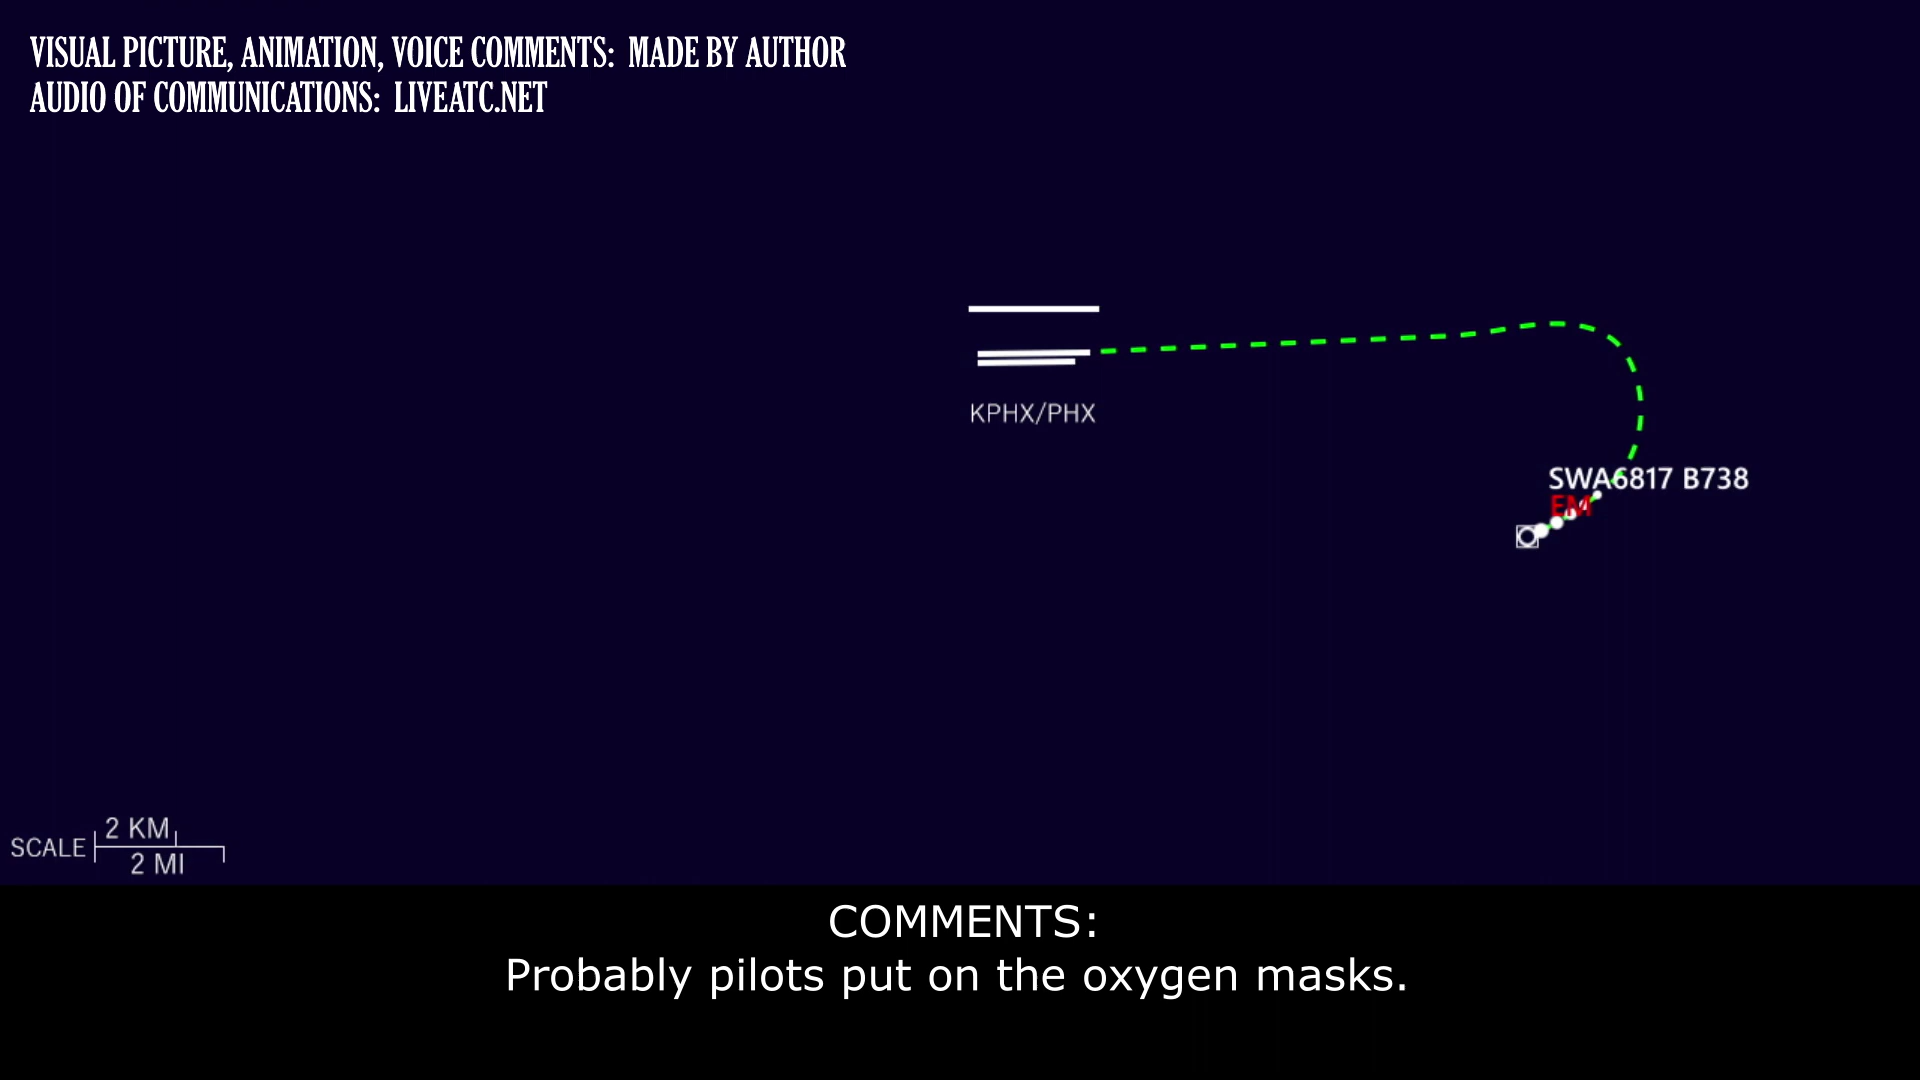 VISUAL PICTURE, ANIMATION, VOICE COMMENTS: MADE BY AUTHOR
AUDIO OF COMMUNICATIONS: LIVEATC.NET
KPHX/PHX
SWA6817 B738
EM
2 KM
SCALE
2 MI
COMMENTS:
Probably pilots put on the oxygen masks.